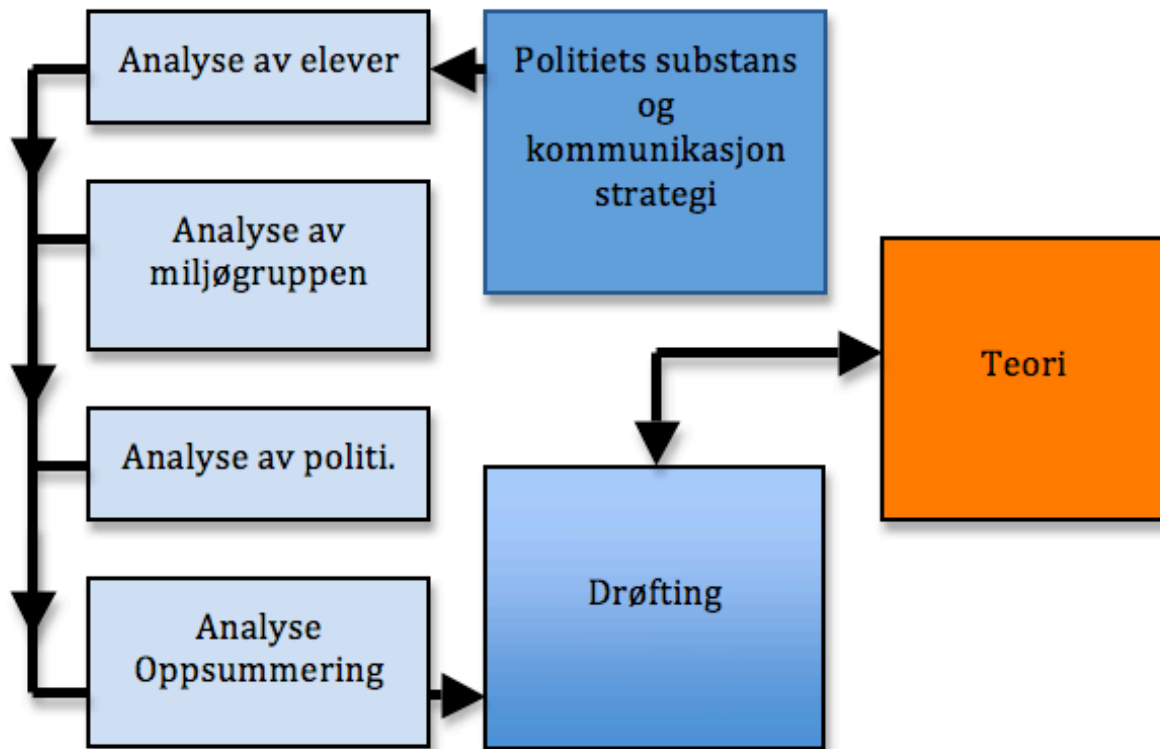 Analyse av elever
Politiets substans
og
kommunikasjon
strategi
Analyse av
miljøgruppen
Teori
Analyse av politi.
Drøfting
Analyse
Oppsummering